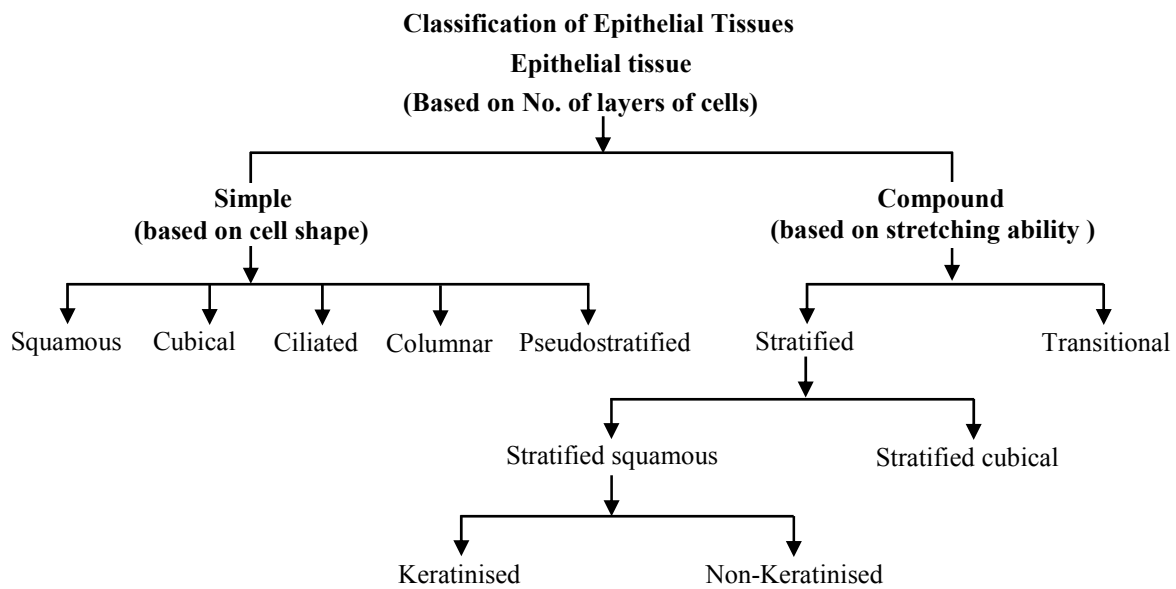 Classification of Epithelial Tissues
Epithelial tissue
(Based on No. of layers of cells)
Simple
(based on cell shape)
Compound
(based on stretching ability )
Squamous
Cubical
Ciliated
Columnar
Pseudostratified
Stratified
Transitional
Stratified squamous
Stratified cubical
Keratinised
Non-Keratinised